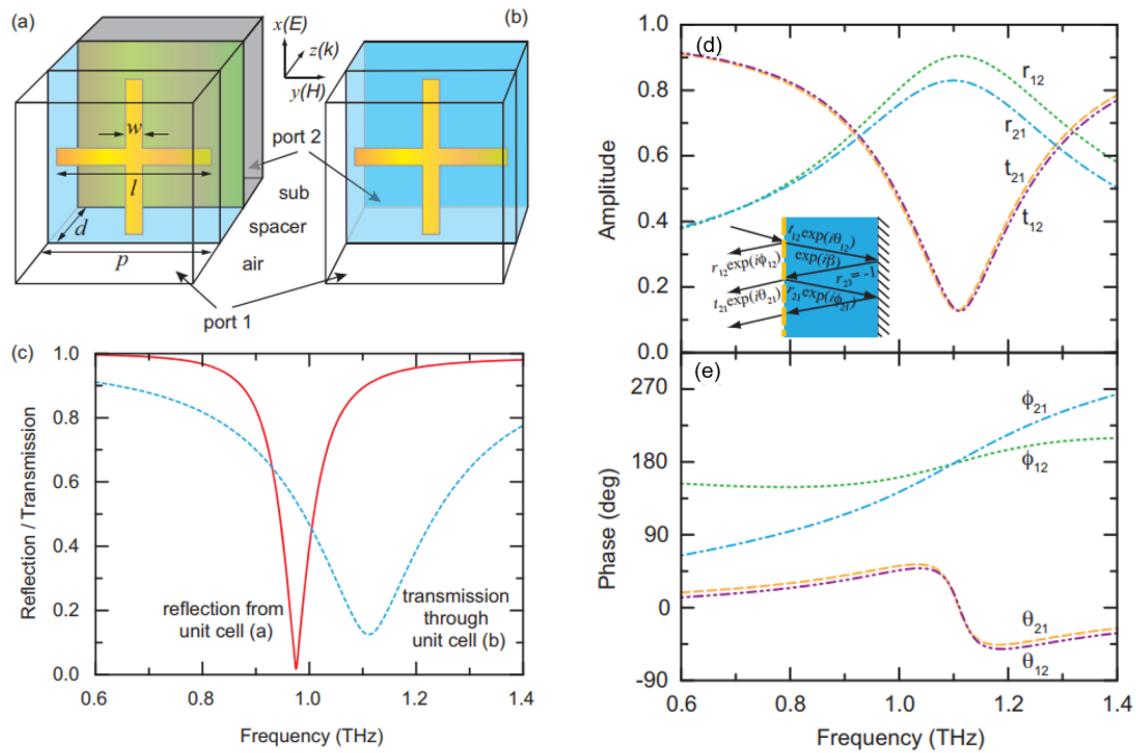 (a)
(b)
x(E)
z(k)
y(H)
w
l
d
p
port 2
sub
spacer
air
port 1
(c)
1.0
0.8
0.6
0.4
0.2
0.0
Reflection / Transmission
reflection from
unit cell (a)
transmission
through
unit cell (b)
0.6 0.8 1.0 1.2 1.4
Frequency (THz)
(d)
1.0
0.8
0.6
0.4
0.2
0.0
Amplitude
r12
r21
t21
t12
t12exp(iθ12)
r12exp(iϕ12)
exp(iβ)
r23 = -1
t21exp(iθ21)
r21exp(iϕ21)
(e)
270
180
90
0
-90
Phase (deg)
ϕ21
ϕ12
θ21
θ12
0.6 0.8 1.0 1.2 1.4
Frequency (THz)